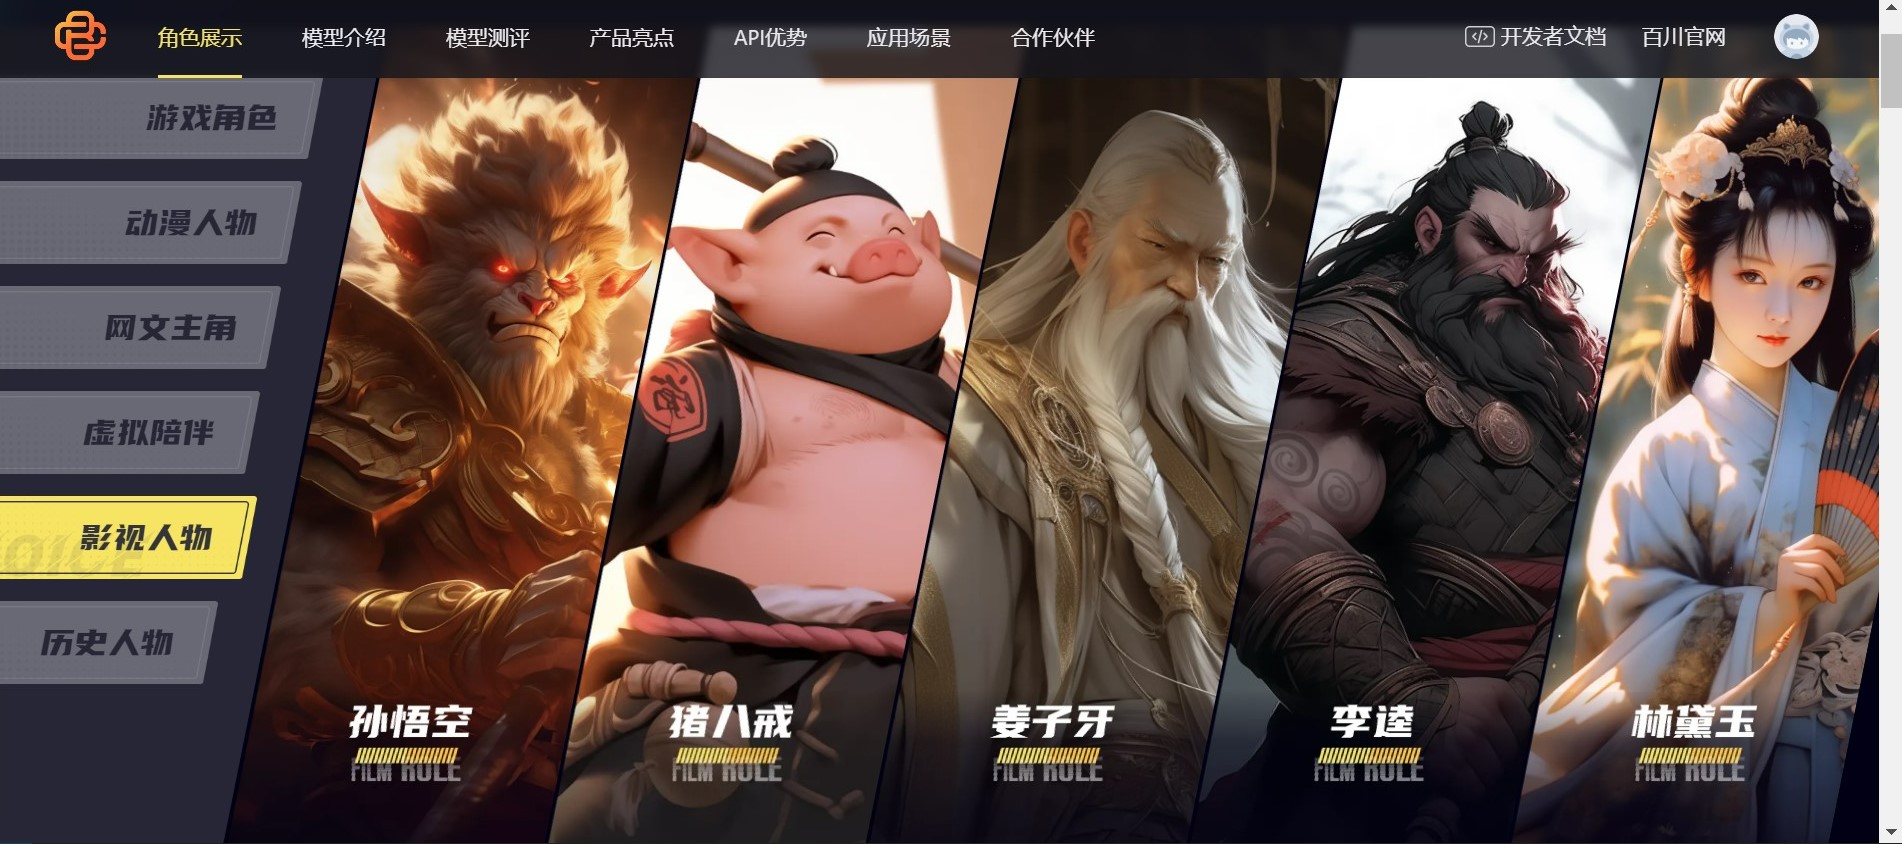 角色展示
模型介绍
模型测评
产品亮点
API优势
应用场景
合作伙伴
</> 开发者文档
百川官网
游戏角色
动漫人物
网文主角
虚拟陪伴
影视人物
历史人物
孙悟空
FILM ROLE
猪八戒
FILM ROLE
姜子牙
FILM ROLE
李逵
FILM ROLE
林黛玉
FILM ROLE